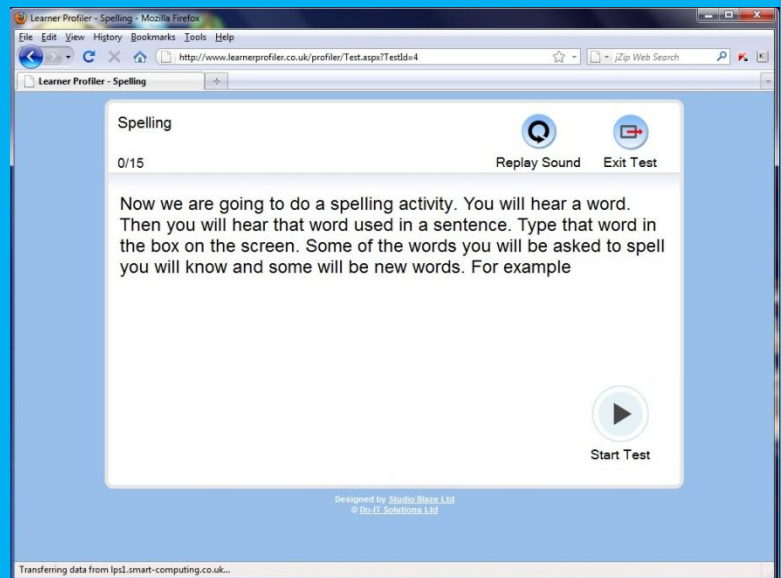 Learner Profiler - Spelling - Mozilla Firefox
File Edit View History Bookmarks Tools Help
http://www.learnerprofiler.co.uk/profiler/Test.aspx?TestId=4
jZip Web Search
Learner Profiler - Spelling
Spelling
0/15
Replay Sound Exit Test
Now we are going to do a spelling activity. You will hear a word.
Then you will hear that word used in a sentence. Type that word in
the box on the screen. Some of the words you will be asked to spell
you will know and some will be new words. For example
Start Test
Designed by Studio Blaze Ltd
© Do-IT Solutions Ltd
Transferring data from lps1.smart-computing.co.uk...